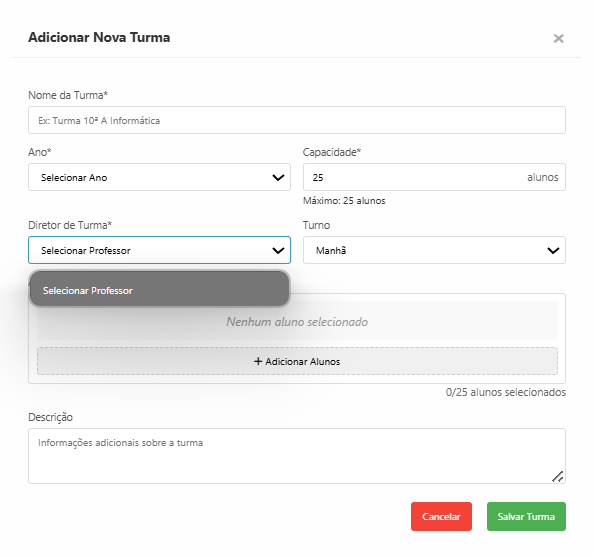 Adicionar Nova Turma
×
Nome da Turma*
Ex: Turma 10ª A Informática
Ano*
Capacidade*
Selecionar Ano
25
alunos
Máximo: 25 alunos
Diretor de Turma*
Turno
Selecionar Professor
Manhã
Selecionar Professor
Nenhum aluno selecionado
+ Adicionar Alunos
0/25 alunos selecionados
Descrição
Informações adicionais sobre a turma
Cancelar
Salvar Turma